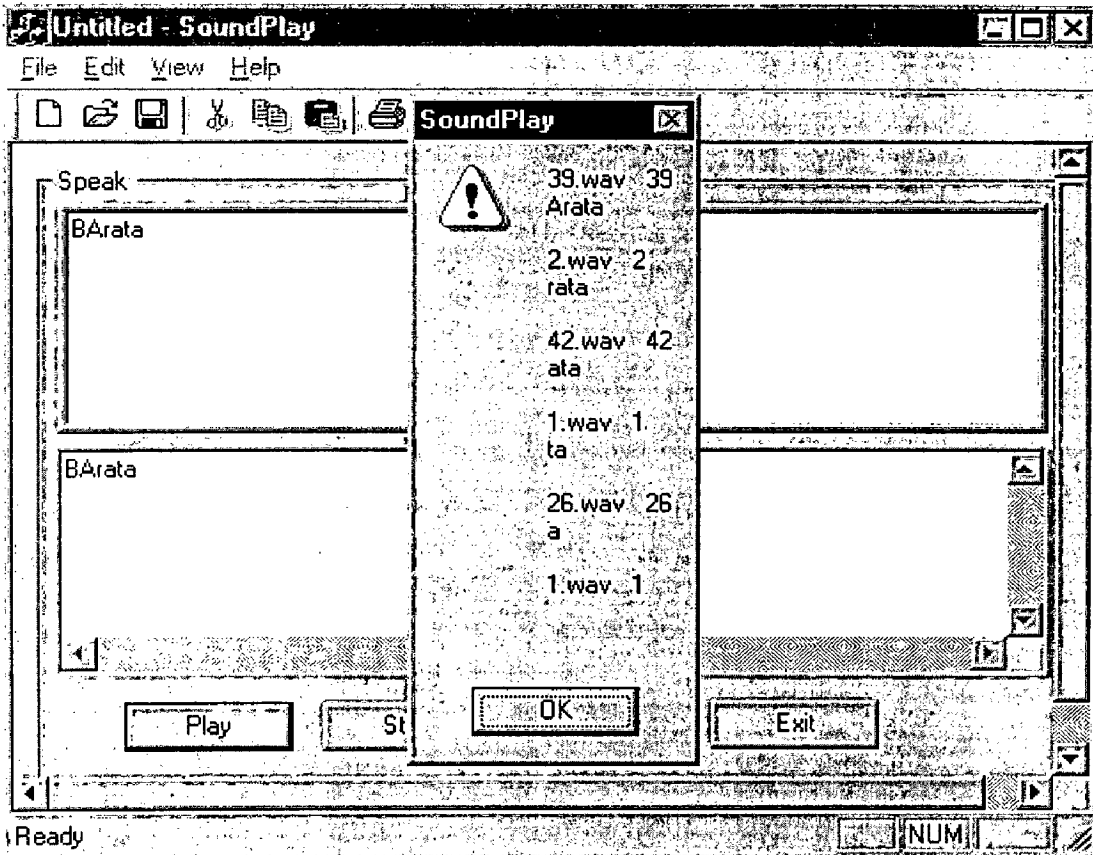 Untitled - SoundPlay
File Edit View Help
SoundPlay
39.wav 39
Arata
2.wav 2
rata
42.wav 42
ata
1.wav 1
ta
26.wav 26
a
1.wav 1
OK
Speak
BArata
BArata
Play
St
Exit
Ready
NUM